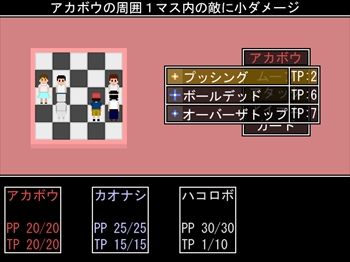 アカボウの周囲１マス内の敵に小ダメージ
アカボウ
プッシング TP:2
ボールデッド TP:6
オーバーザトップ TP:7
ガード
アカボウ
PP 20/20
TP 20/20
カオナシ
PP 25/25
TP 15/15
ハコロボ
PP 30/30
TP 1/10